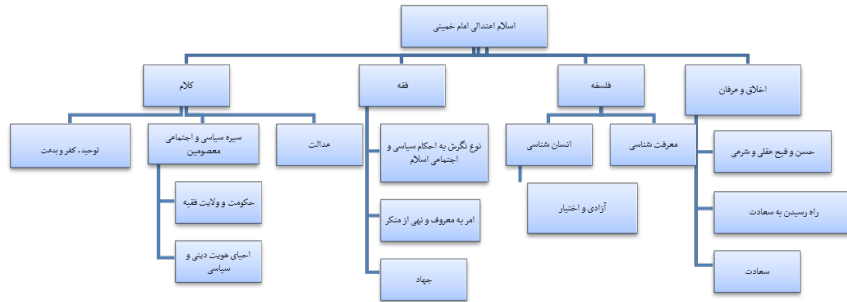 اسلام اعتدالی امام خمینی
اخلاق و عرفان
فلسفه
فقه
کلام
حسن و قبح عقلی و شرعی
راه رسیدن به سعادت
سعادت
معرفت شناسی
انسان شناسی
آزادی و اختیار
نوع نگرش به احکام سیاسی و
اجتماعی اسلام
امر به معروف و نهی از منکر
جهاد
عدالت
سیره سیاسی و اجتماعی
معصومین
حکومت و ولایت فقیه
احیای هویت دینی و
سیاسی
توحید، کفر و بدعت